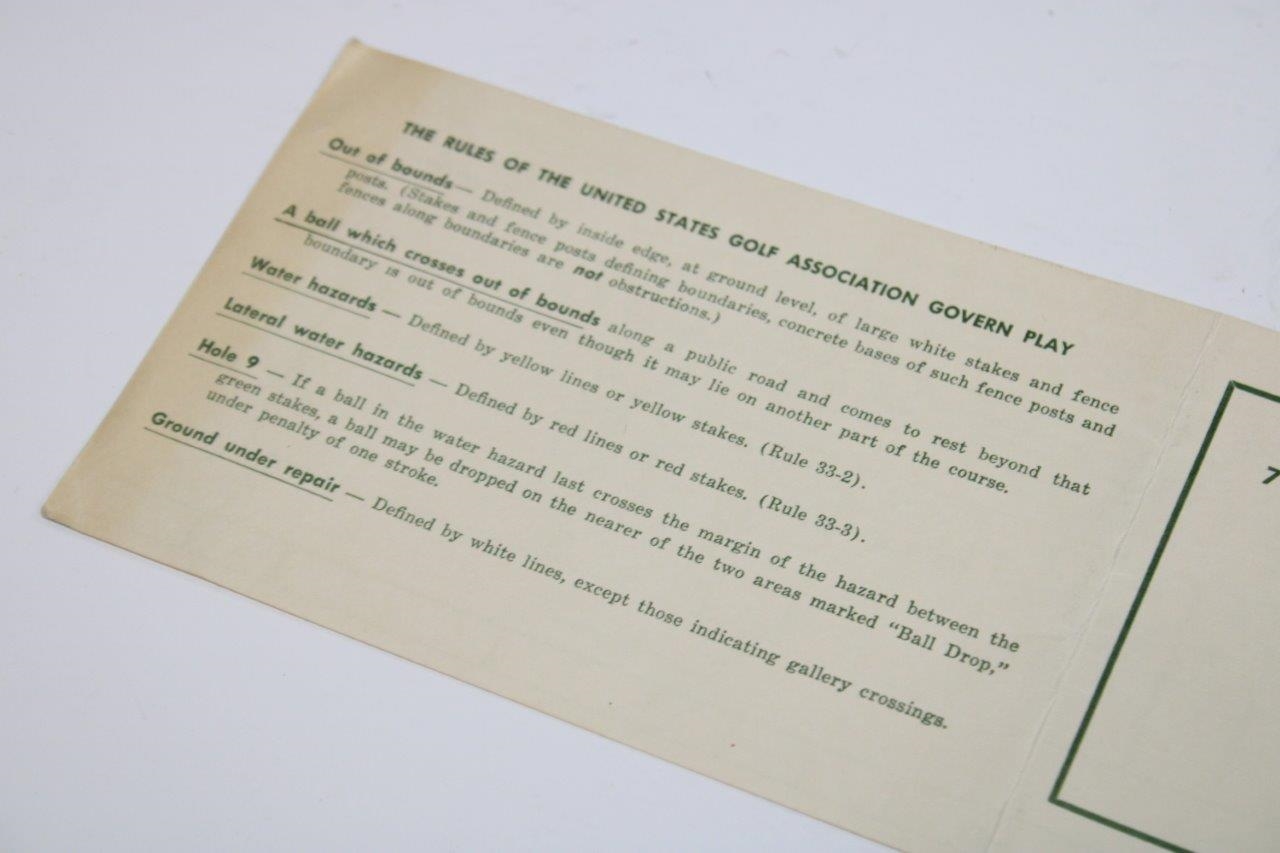 THE RULES OF THE UNITED STATES GOLF ASSOCIATION GOVERN PLAY
Out of bounds— Defined by inside edge, at ground level, of large white stakes and fence
posts. (Stakes and fence posts defining boundaries, concrete bases of such fence posts and
fences along boundaries are not obstructions.)
A ball which crosses out of bounds along a public road and comes to rest beyond that
boundary is out of bounds even though it may lie on another part of the course.
Water hazards — Defined by yellow lines or yellow stakes. (Rule 33-2).
Lateral water hazards — Defined by red lines or red stakes. (Rule 33-3).
Hole 9 — If a ball in the water hazard last crosses the margin of the hazard between the
green stakes, a ball may be dropped on the nearer of the two areas marked “Ball Drop,”
under penalty of one stroke.
Ground under repair — Defined by white lines, except those indicating gallery crossings.
7